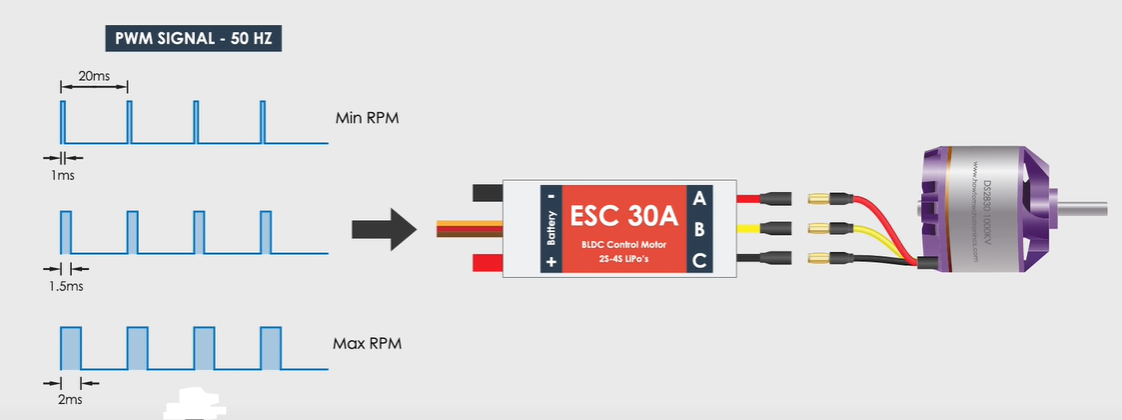 PWM SIGNAL - 50 HZ
20ms
Min RPM
1ms
1.5ms
Max RPM
2ms
Battery
-
+
ESC 30A
BLDC Control Motor
2S-4S LiPo's
A
B
C
DS2830 1000KV
www.howtomechatronics.com